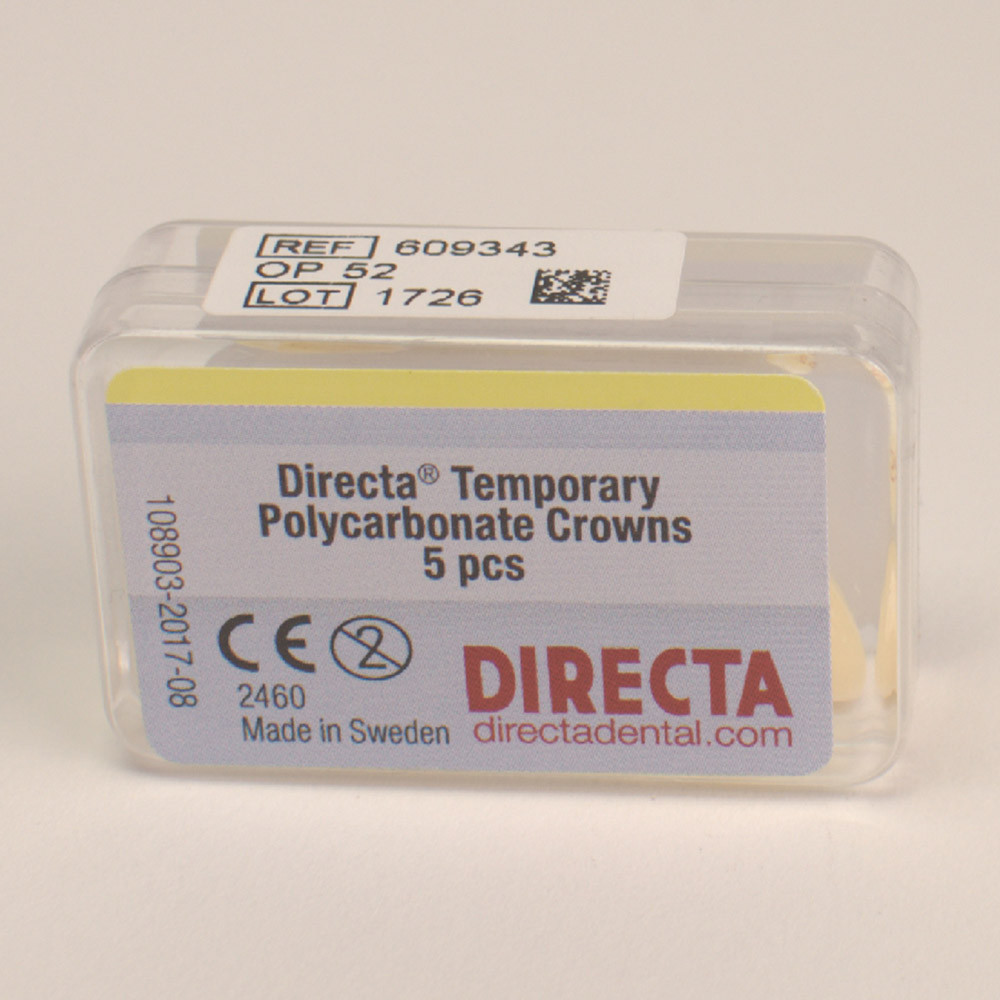 REF 609343
OP 52
LOT 1726
Directa® Temporary
Polycarbonate Crowns
5 pcs
108903-2017-08
CE 2
2460
Made in Sweden
DIRECTA
directadental.com